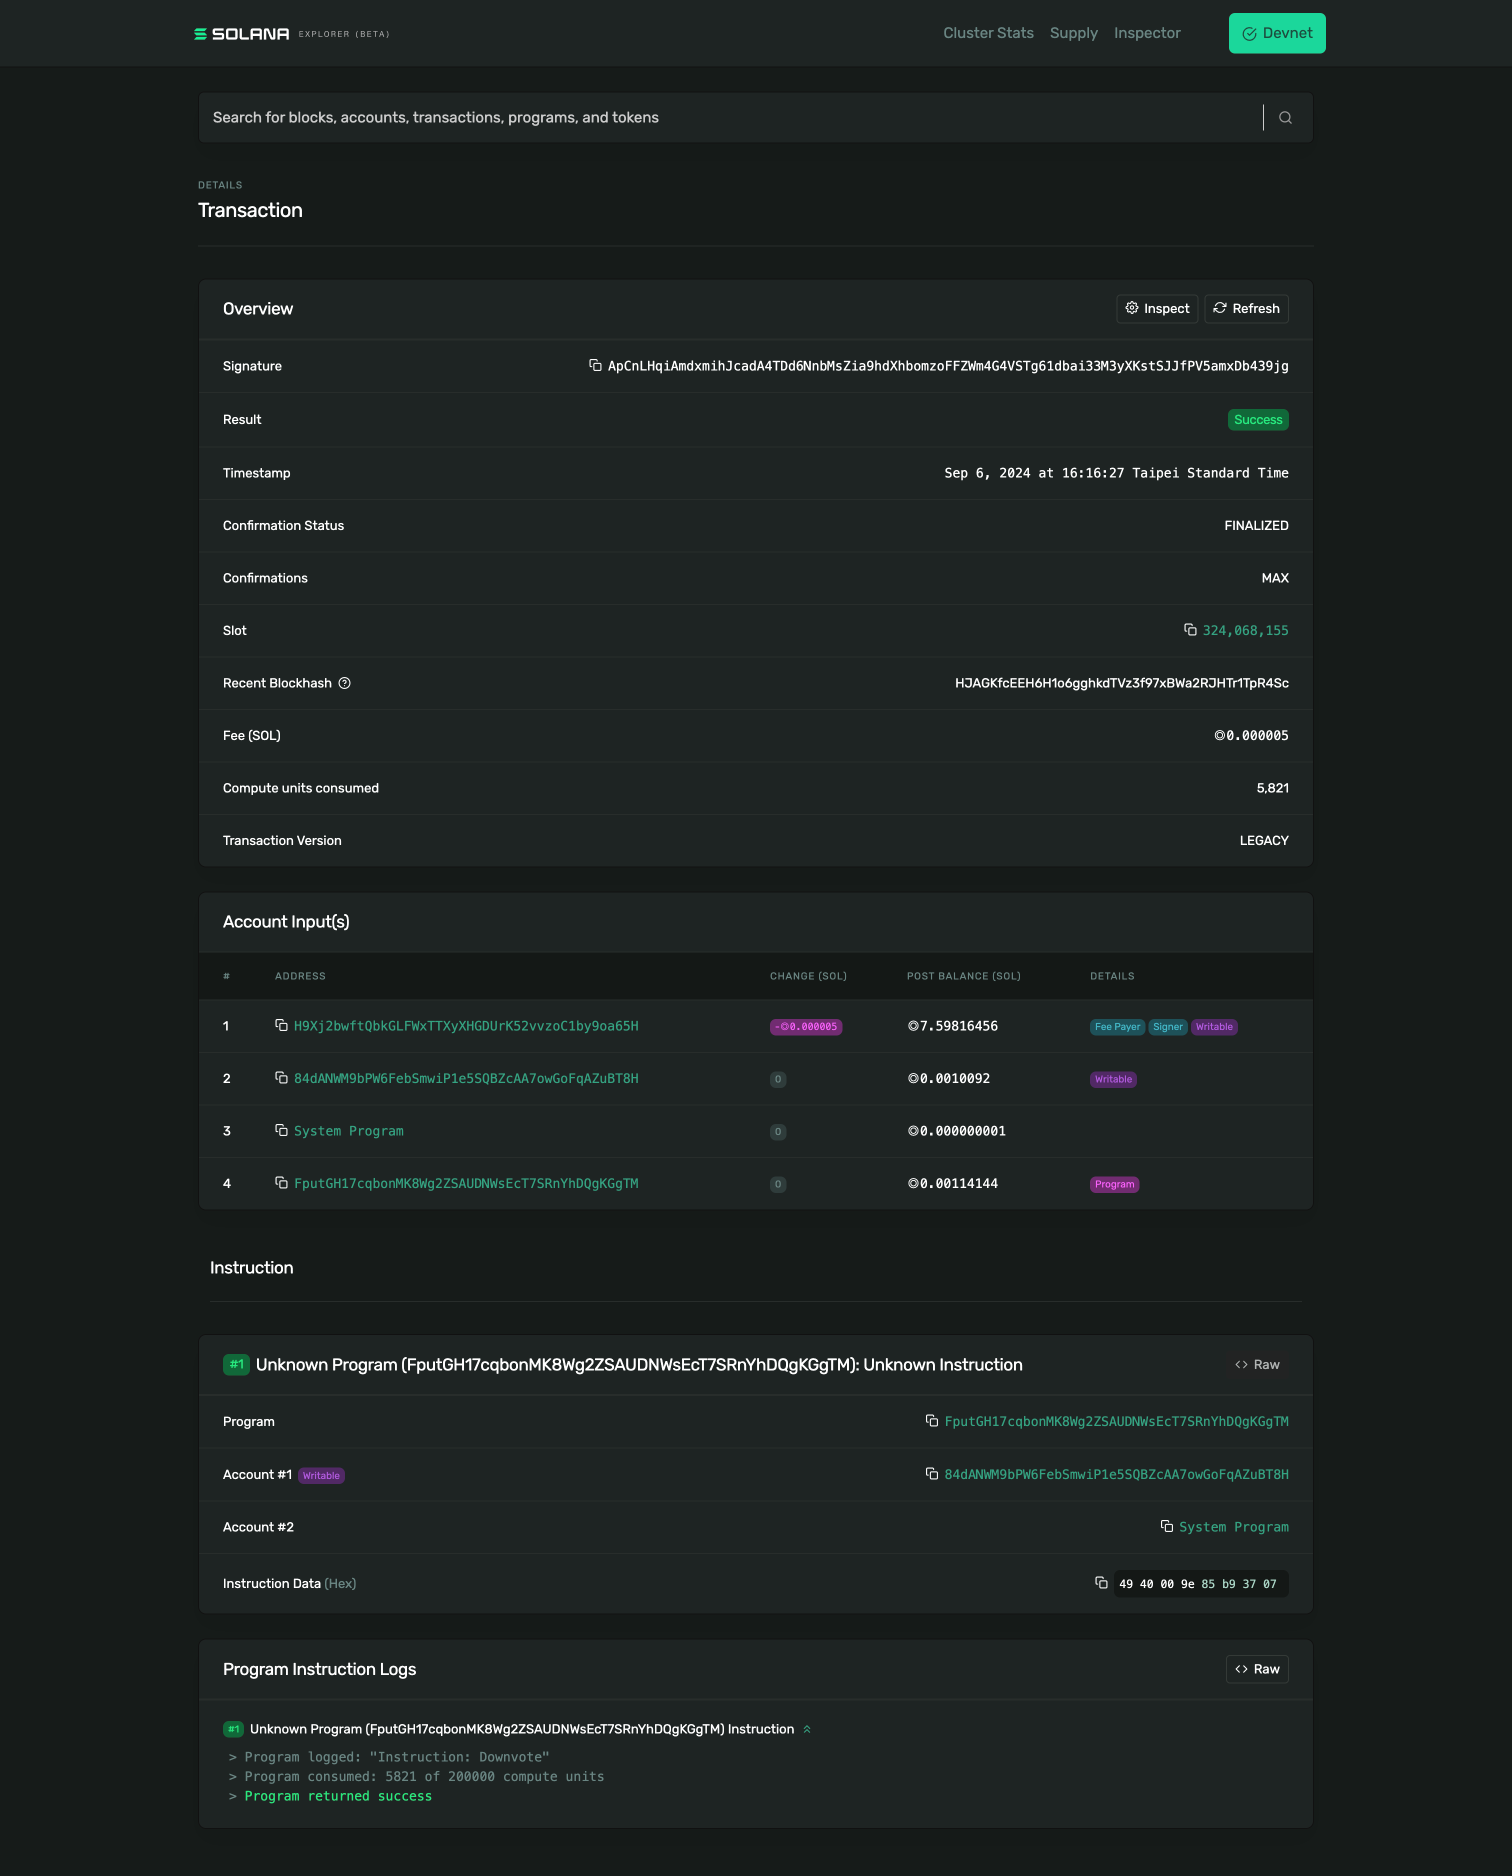 SOLANA EXPLORER (BETA)
Cluster Stats Supply Inspector Devnet
Search for blocks, accounts, transactions, programs, and tokens
DETAILS
Transaction
Overview Inspect Refresh
Signature ApCnLHqiAmdxmihJcadA4TDd6NnbMsZia9hdXhbomzoFFZWm4G4VSTg61dbai33M3yXKstSJJfPV5amxDb439jg
Result Success
Timestamp Sep 6, 2024 at 16:16:27 Taipei Standard Time
Confirmation Status FINALIZED
Confirmations MAX
Slot 324,068,155
Recent Blockhash HJAGKfcEEH6H1o6gghkdTVz3f97xBWa2RJHTr1TpR4Sc
Fee (SOL) ◎0.000005
Compute units consumed 5,821
Transaction Version LEGACY
Account Input(s)
# ADDRESS CHANGE (SOL) POST BALANCE (SOL) DETAILS
1 H9Xj2bwftQbkGLFWxTTXyXHGDUrK52vvzoC1by9oa65H -◎0.000005 ◎7.59816456 Fee Payer Signer Writable
2 84dANWM9bPW6FebSmwiP1e5SQBZcAA7owGoFqAZuBT8H 0 ◎0.0010092 Writable
3 System Program 0 ◎0.000000001
4 FputGH17cqbonMK8Wg2ZSAUDNWsEcT7SRnYhDQgKGgTM 0 ◎0.00114144 Program
Instruction
#1 Unknown Program (FputGH17cqbonMK8Wg2ZSAUDNWsEcT7SRnYhDQgKGgTM): Unknown Instruction Raw
Program FputGH17cqbonMK8Wg2ZSAUDNWsEcT7SRnYhDQgKGgTM
Account #1 Writable 84dANWM9bPW6FebSmwiP1e5SQBZcAA7owGoFqAZuBT8H
Account #2 System Program
Instruction Data (Hex) 49 40 00 9e 85 b9 37 07
Program Instruction Logs Raw
#1 Unknown Program (FputGH17cqbonMK8Wg2ZSAUDNWsEcT7SRnYhDQgKGgTM) Instruction
> Program logged: "Instruction: Downvote"
> Program consumed: 5821 of 200000 compute units
> Program returned success